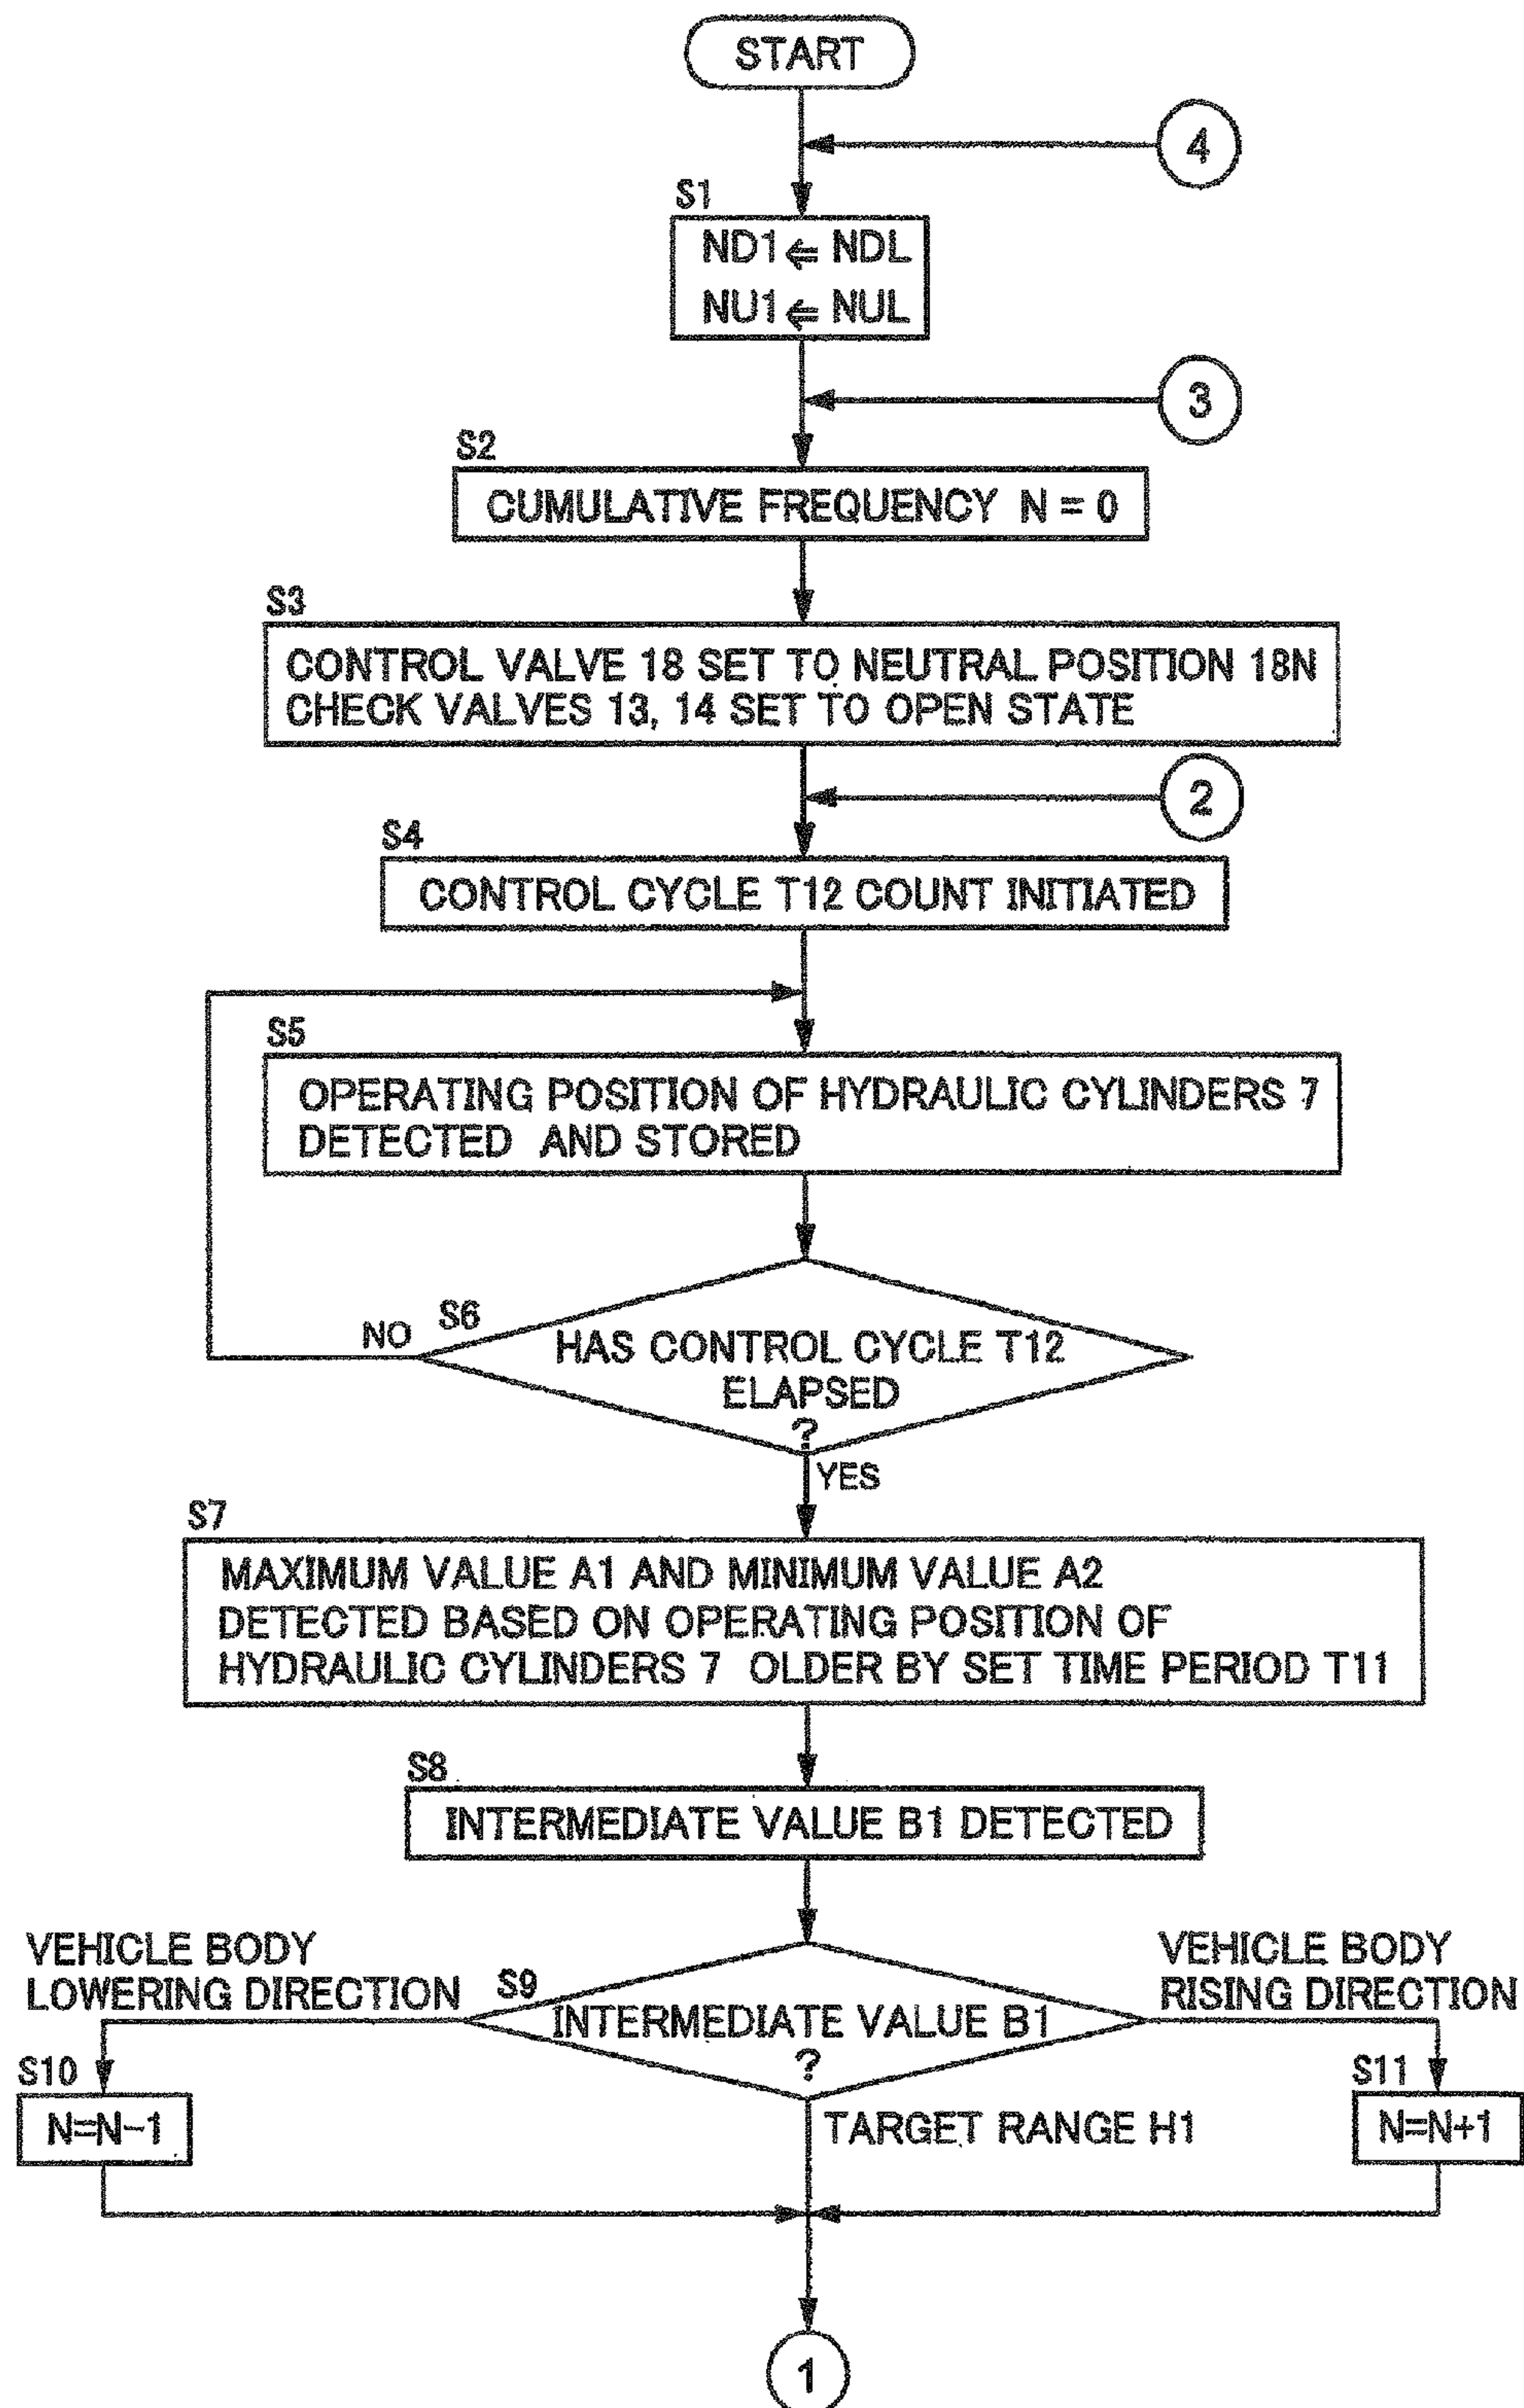 START
4
S1
ND1 ⇐ NDL
NU1 ⇐ NUL
3
S2
CUMULATIVE FREQUENCY N = 0
S3
CONTROL VALVE 18 SET TO NEUTRAL POSITION 18N
CHECK VALVES 13, 14 SET TO OPEN STATE
2
S4
CONTROL CYCLE T12 COUNT INITIATED
S5
OPERATING POSITION OF HYDRAULIC CYLINDERS 7
DETECTED AND STORED
S6
NO
HAS CONTROL CYCLE T12
ELAPSED
?
YES
S7
MAXIMUM VALUE A1 AND MINIMUM VALUE A2
DETECTED BASED ON OPERATING POSITION OF
HYDRAULIC CYLINDERS 7 OLDER BY SET TIME PERIOD T11
S8
INTERMEDIATE VALUE B1 DETECTED
VEHICLE BODY
LOWERING DIRECTION
S9
INTERMEDIATE VALUE B1
?
VEHICLE BODY
RISING DIRECTION
S10
N=N-1
TARGET RANGE H1
S11
N=N+1
1